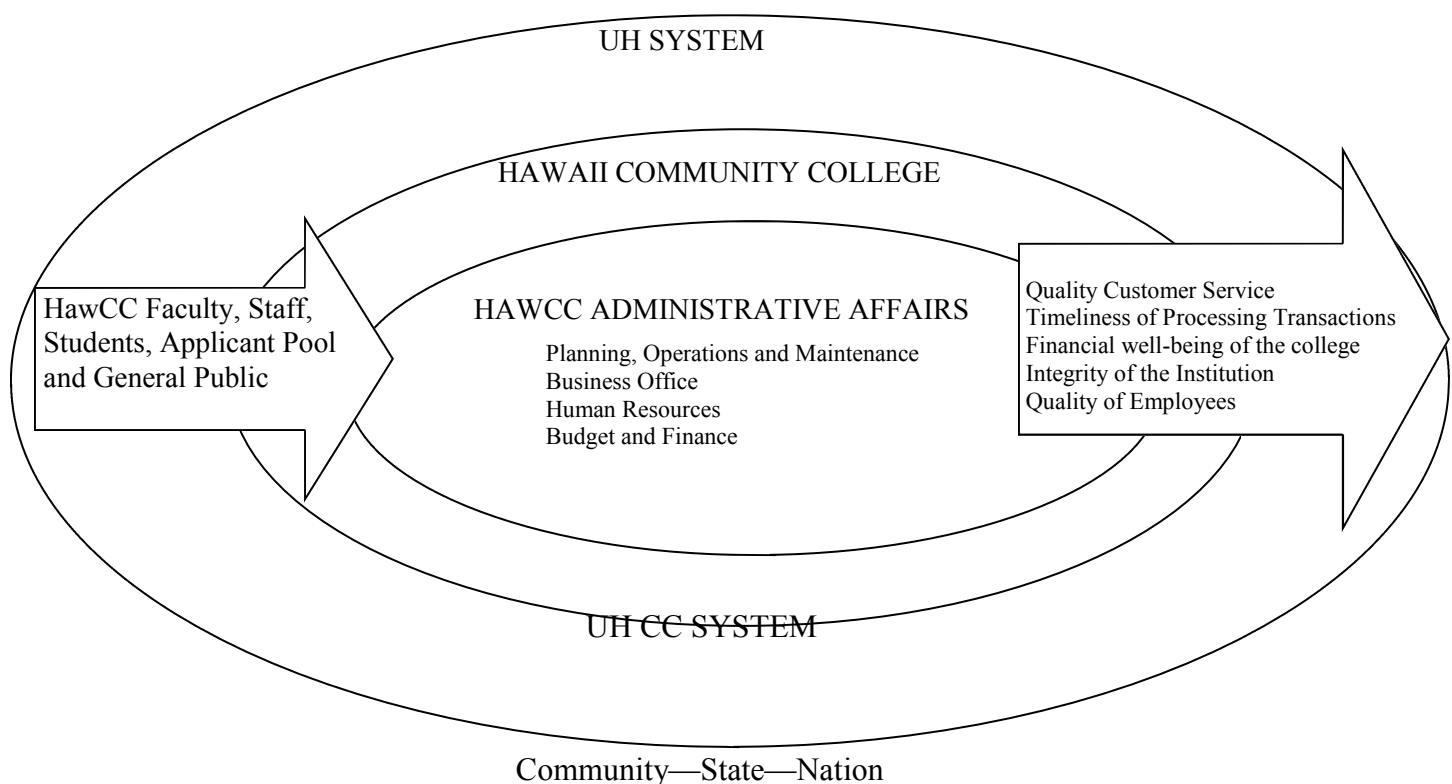 UH SYSTEM
HAWAII COMMUNITY COLLEGE
HawCC Faculty, Staff,
Students, Applicant Pool
and General Public
HAWCC ADMINISTRATIVE AFFAIRS
Planning, Operations and Maintenance
Business Office
Human Resources
Budget and Finance
Quality Customer Service
Timeliness of Processing Transactions
Financial well-being of the college
Integrity of the Institution
Quality of Employees
UH CC SYSTEM
Community—State—Nation